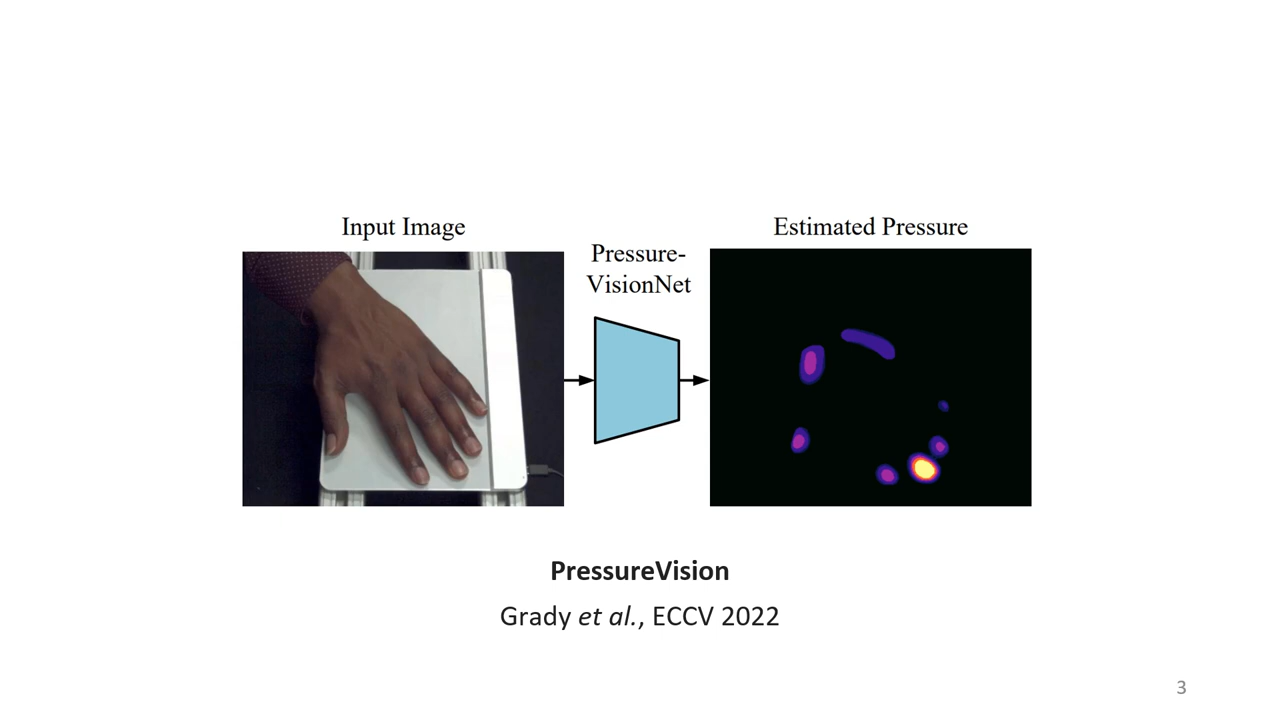 Input Image
Pressure-
VisionNet
Estimated Pressure
PressureVision
Grady et al., ECCV 2022
3